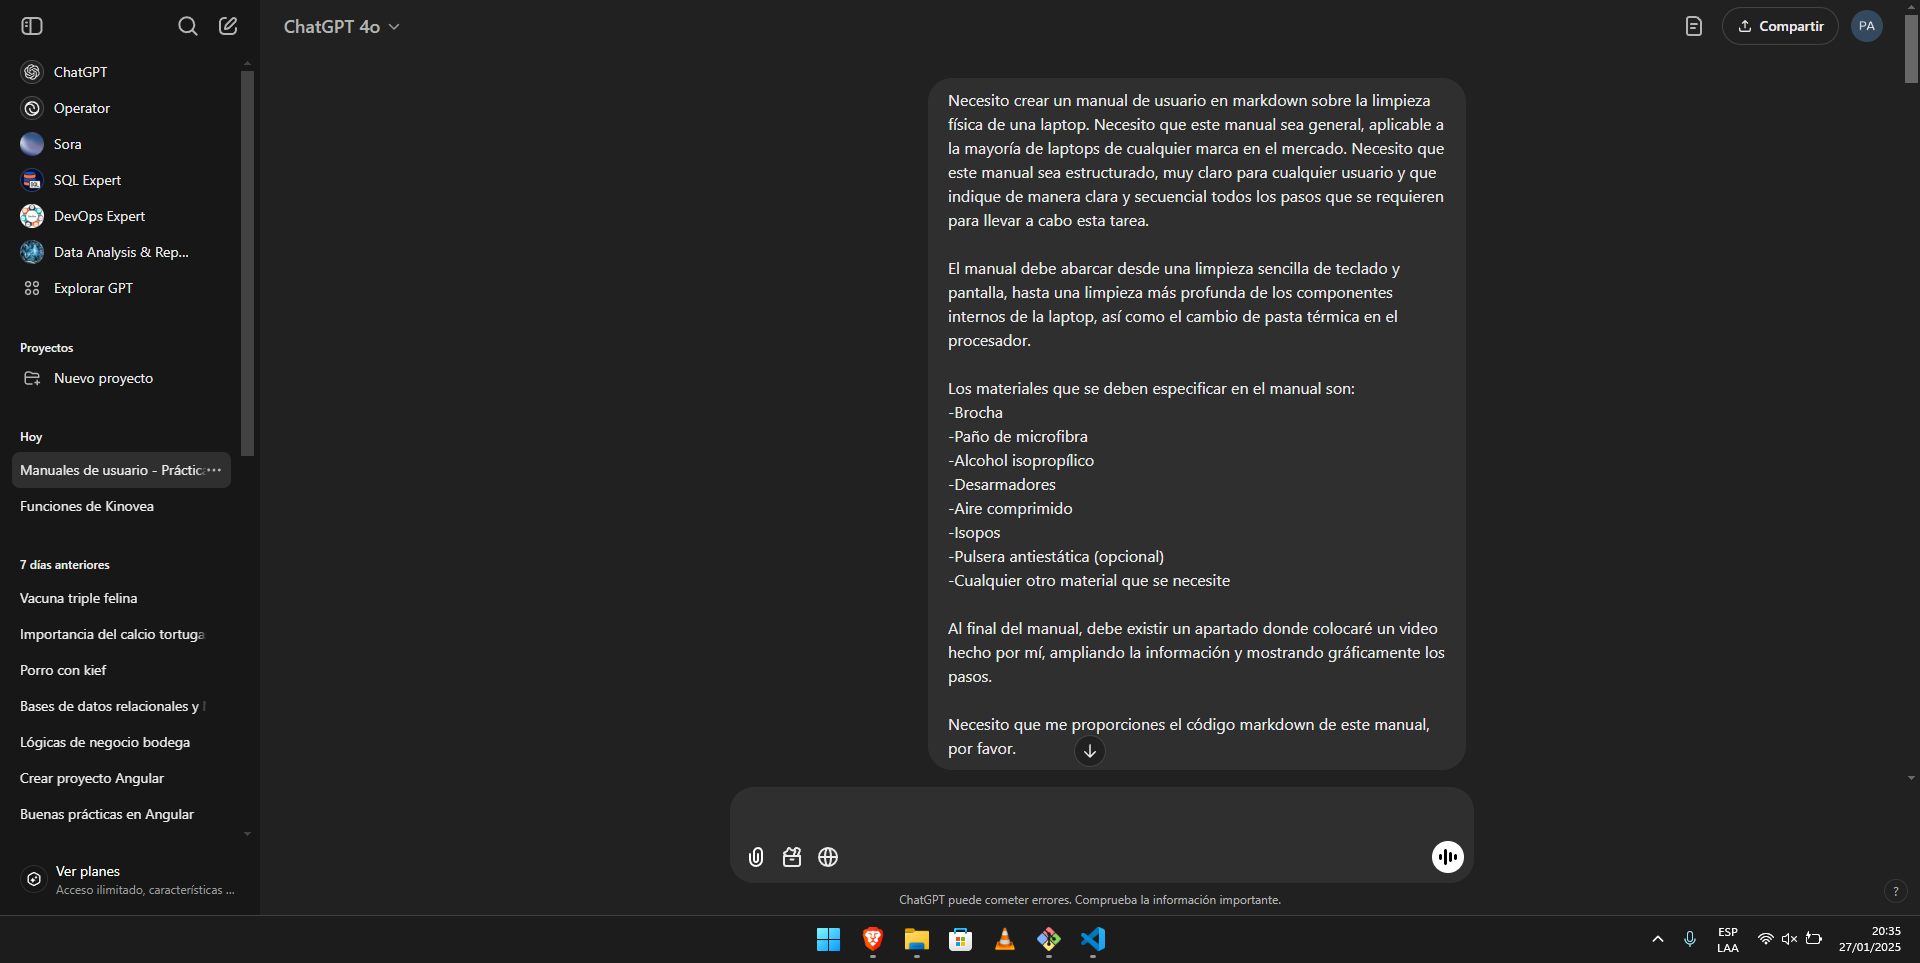 ChatGPT 4o
Compartir
PA
ChatGPT
Operator
Sora
SQL Expert
DevOps Expert
Data Analysis & Rep...
Explorar GPT
Proyectos
Nuevo proyecto
Hoy
Manuales de usuario - Práctic
Funciones de Kinovea
7 días anteriores
Vacuna triple felina
Importancia del calcio tortuga
Porro con kief
Bases de datos relacionales y
Lógicas de negocio bodega
Crear proyecto Angular
Buenas prácticas en Angular
Ver planes
Acceso ilimitado, características ...
Necesito crear un manual de usuario en markdown sobre la limpieza
física de una laptop. Necesito que este manual sea general, aplicable a
la mayoría de laptops de cualquier marca en el mercado. Necesito que
este manual sea estructurado, muy claro para cualquier usuario y que
indique de manera clara y secuencial todos los pasos que se requieren
para llevar a cabo esta tarea.
El manual debe abarcar desde una limpieza sencilla de teclado y
pantalla, hasta una limpieza más profunda de los componentes
internos de la laptop, así como el cambio de pasta térmica en el
procesador.
Los materiales que se deben especificar en el manual son:
-Brocha
-Paño de microfibra
-Alcohol isopropílico
-Desarmadores
-Aire comprimido
-Isopos
-Pulsera antiestática (opcional)
-Cualquier otro material que se necesite
Al final del manual, debe existir un apartado donde colocaré un video
hecho por mí, ampliando la información y mostrando gráficamente los
pasos.
Necesito que me proporciones el código markdown de este manual,
por favor.
ChatGPT puede cometer errores. Comprueba la información importante.
?
ESP
LAA
20:35
27/01/2025